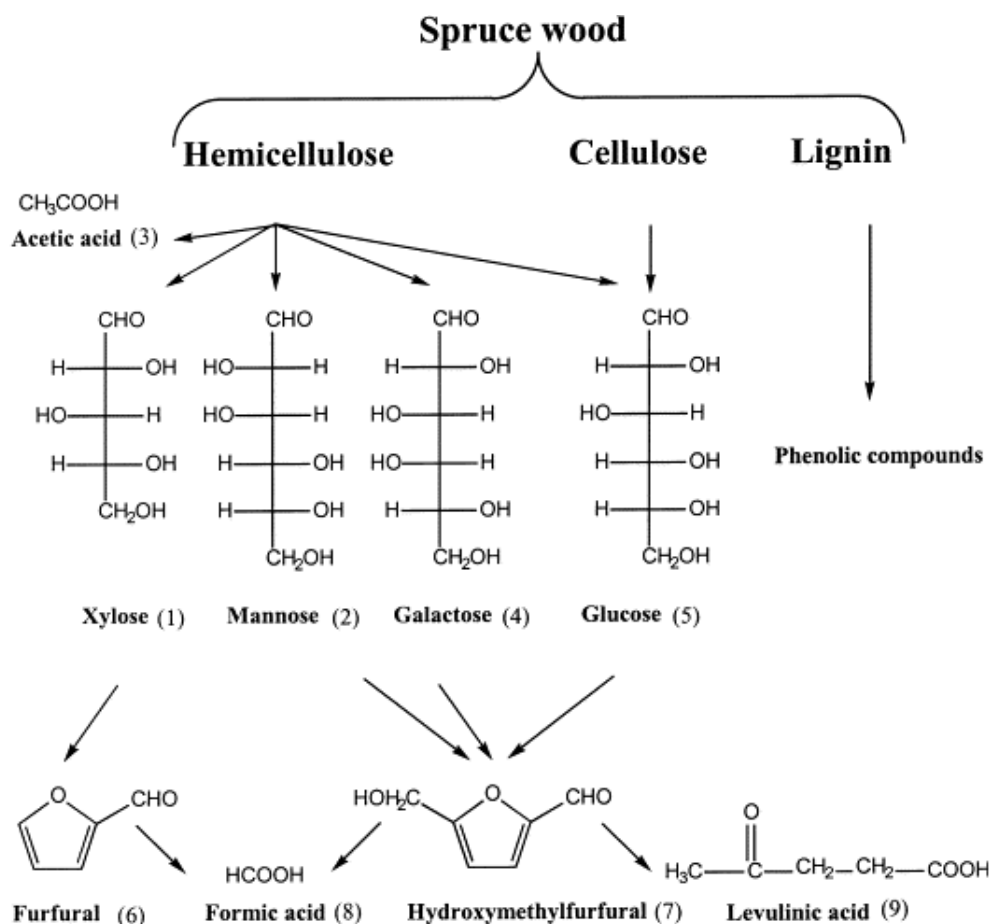 Spruce wood
Hemicellulose Cellulose Lignin
CH3COOH
Acetic acid (3)
CHO CHO CHO CHO
H OH HO H H OH H OH
HO H HO H HO H HO H
H OH H OH HO H H OH
CH2OH H OH H OH H OH
CH2OH CH2OH CH2OH
Phenolic compounds
Xylose (1) Mannose (2) Galactose (4) Glucose (5)
O CHO HOH2C O CHO O
HCOOH H3C C CH2 CH2 COOH
Furfural (6) Formic acid (8) Hydroxymethylfurfural (7) Levulinic acid (9)